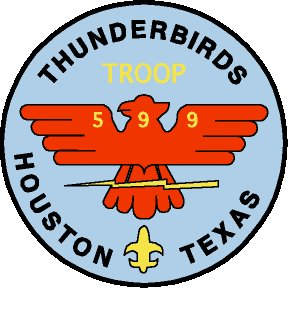 THUNDERBIRDS
TROOP
5 9 9
HOUSTON TEXAS